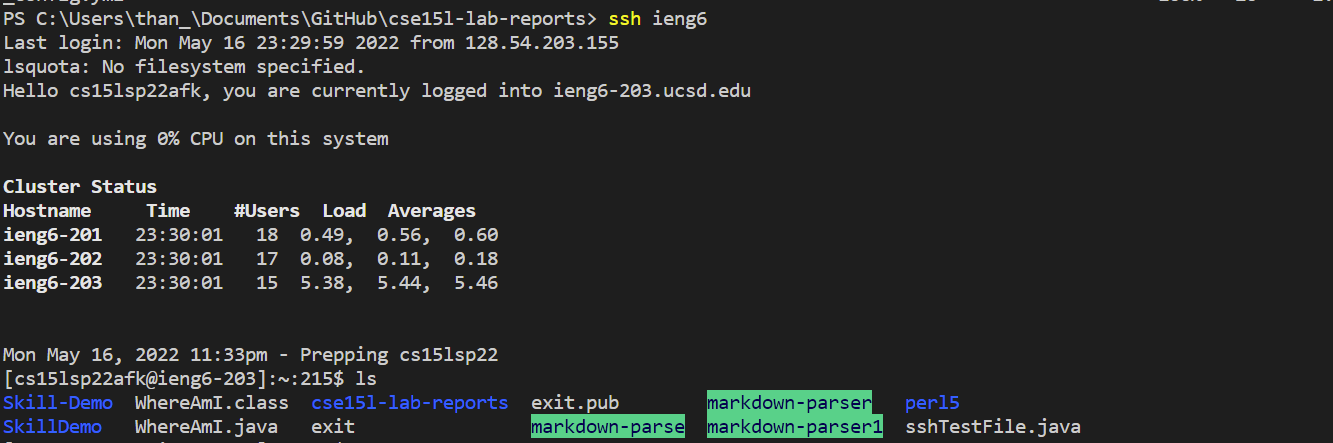 PS C:\Users\than_\Documents\GitHub\cse15l-lab-reports> ssh ieng6
Last login: Mon May 16 23:29:59 2022 from 128.54.203.155
lsquota: No filesystem specified.
Hello cs15lsp22afk, you are currently logged into ieng6-203.ucsd.edu
You are using 0% CPU on this system
Cluster Status
Hostname     Time    #Users  Load  Averages
ieng6-201   23:30:01   18  0.49,  0.56,  0.60
ieng6-202   23:30:01   17  0.08,  0.11,  0.18
ieng6-203   23:30:01   15  5.38,  5.44,  5.46
Mon May 16, 2022 11:33pm - Prepping cs15lsp22
[cs15lsp22afk@ieng6-203]:~:215$ ls
Skill-Demo  WhereAmI.class  cse15l-lab-reports  exit.pub        markdown-parser   perl5
SkillDemo   WhereAmI.java   exit                markdown-parse  markdown-parser1  sshTestFile.java